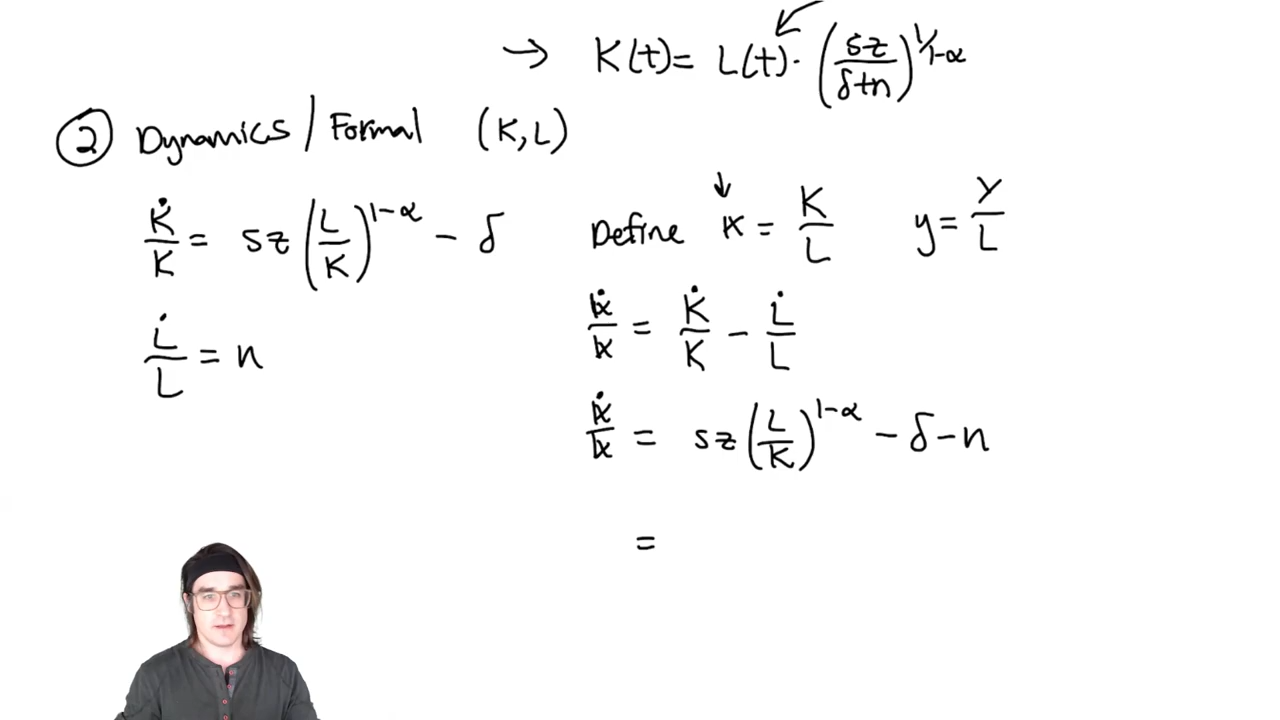 → K(t) = L(t) · (sz / (δ+n))^(1/1-α)
② Dynamics / Formal (K, L)
K̇/K = sz (L/K)^(1-α) - δ
L̇/L = n
Define k = K/L y = Y/L
k̇/k = K̇/K - L̇/L
k̇/k = sz (L/K)^(1-α) - δ - n
=